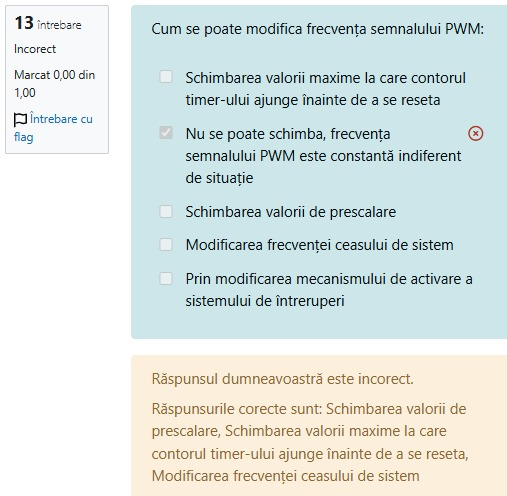 13 întrebare
Incorect
Marcat 0,00 din
1,00
Întrebare cu
flag
Cum se poate modifica frecvența semnalului PWM:
Schimbarea valorii maxime la care contorul
timer-ului ajunge înainte de a se reseta
Nu se poate schimba, frecvența
semnalului PWM este constantă indiferent
de situație
Schimbarea valorii de prescalare
Modificarea frecvenței ceasului de sistem
Prin modificarea mecanismului de activare a
sistemului de întreruperi
Răspunsul dumneavoastră este incorect.
Răspunsurile corecte sunt: Schimbarea valorii de
prescalare, Schimbarea valorii maxime la care
contorul timer-ului ajunge înainte de a se reseta,
Modificarea frecvenței ceasului de sistem